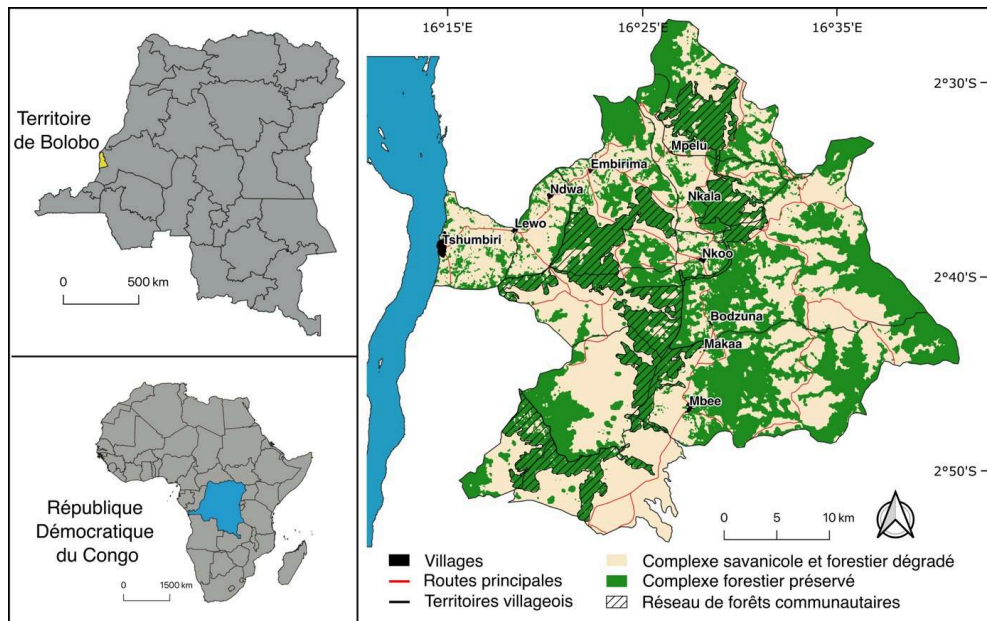 Territoire
de Bolobo
0 500 km
République
Démocratique
du Congo
0 1500 km
16°15'E 16°25'E 16°35'E
2°30'S
2°40'S
2°50'S
Mpelu
Embirima
Ndwa
Nkala
Lewo
Tshumbiri
Nkoo
Bodzuna
Makaa
Mbee
0 5 10 km
Villages
Routes principales
Territoires villageois
Complexe savanicole et forestier dégradé
Complexe forestier préservé
Réseau de forêts communautaires